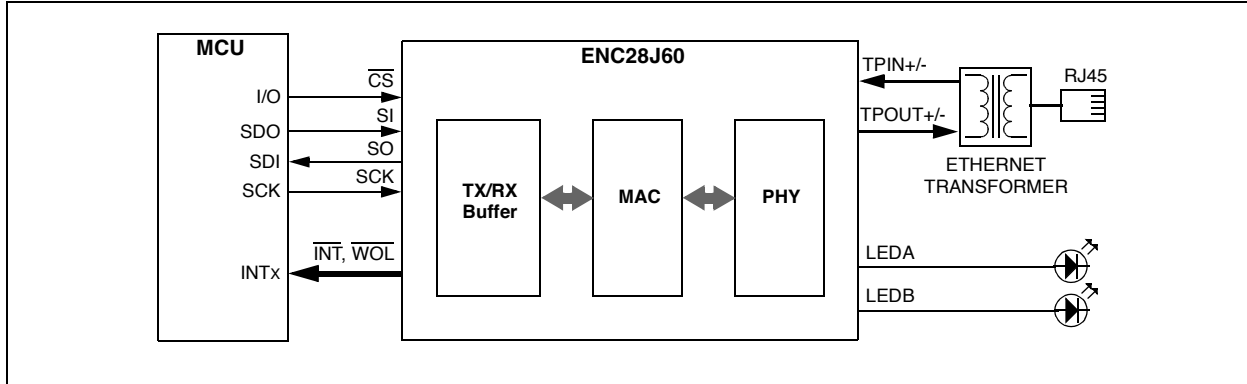 MCU
I/O
SDO
SDI
SCK
INTx
CS
SI
SO
SCK
INT, WOL
ENC28J60
TX/RX
Buffer
MAC
PHY
TPIN+/-
TPOUT+/-
RJ45
ETHERNET
TRANSFORMER
LEDA
LEDB